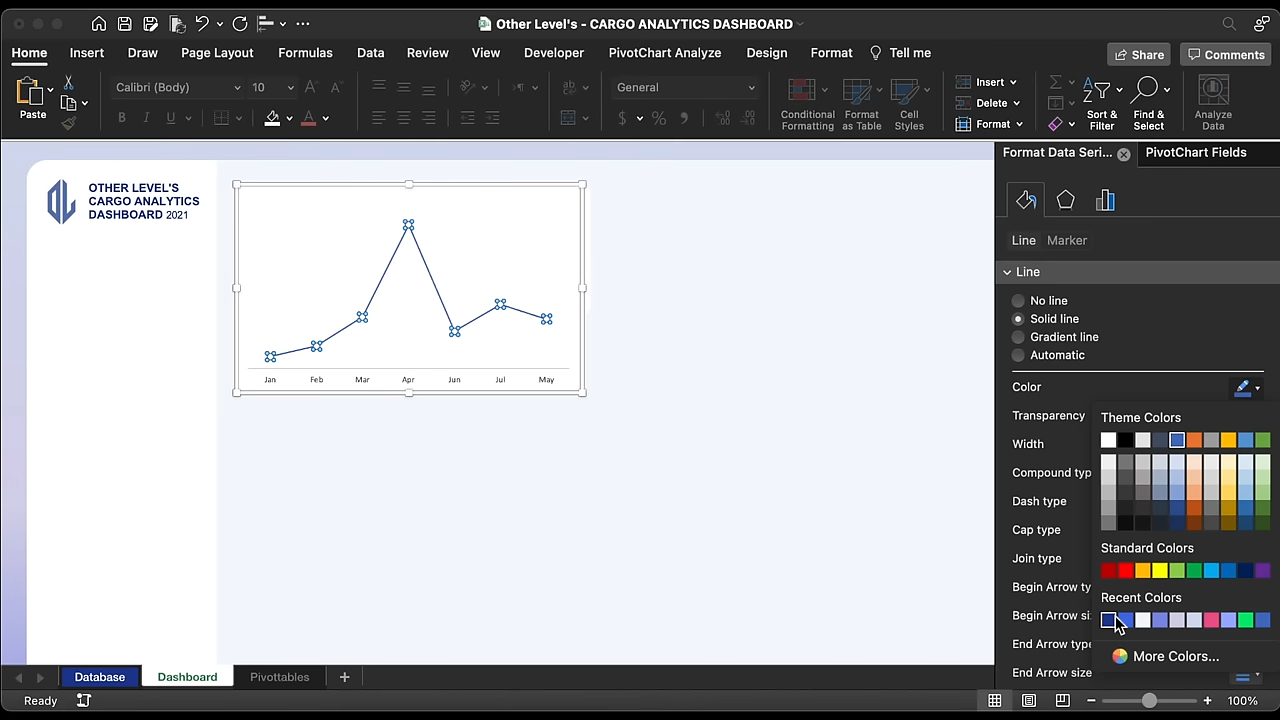 Other Level's - CARGO ANALYTICS DASHBOARD
Home Insert Draw Page Layout Formulas Data Review View Developer PivotChart Analyze Design Format Tell me Share Comments
Paste
Calibri (Body) 10
B I U A
ab
General
$ %
Conditional Formatting
Format as Table
Cell Styles
Insert
Delete
Format
Sort & Filter
Find & Select
Analyze Data
OTHER LEVEL'S
CARGO ANALYTICS
DASHBOARD 2021
Jan Feb Mar Apr Jun Jul May
Format Data Seri... PivotChart Fields
Line Marker
Line
No line
Solid line
Gradient line
Automatic
Color
Transparency
Width
Compound typ
Dash type
Cap type
Join type
Begin Arrow ty
Begin Arrow si
End Arrow type
End Arrow size
Theme Colors
Standard Colors
Recent Colors
More Colors...
Database Dashboard Pivottables
Ready 100%